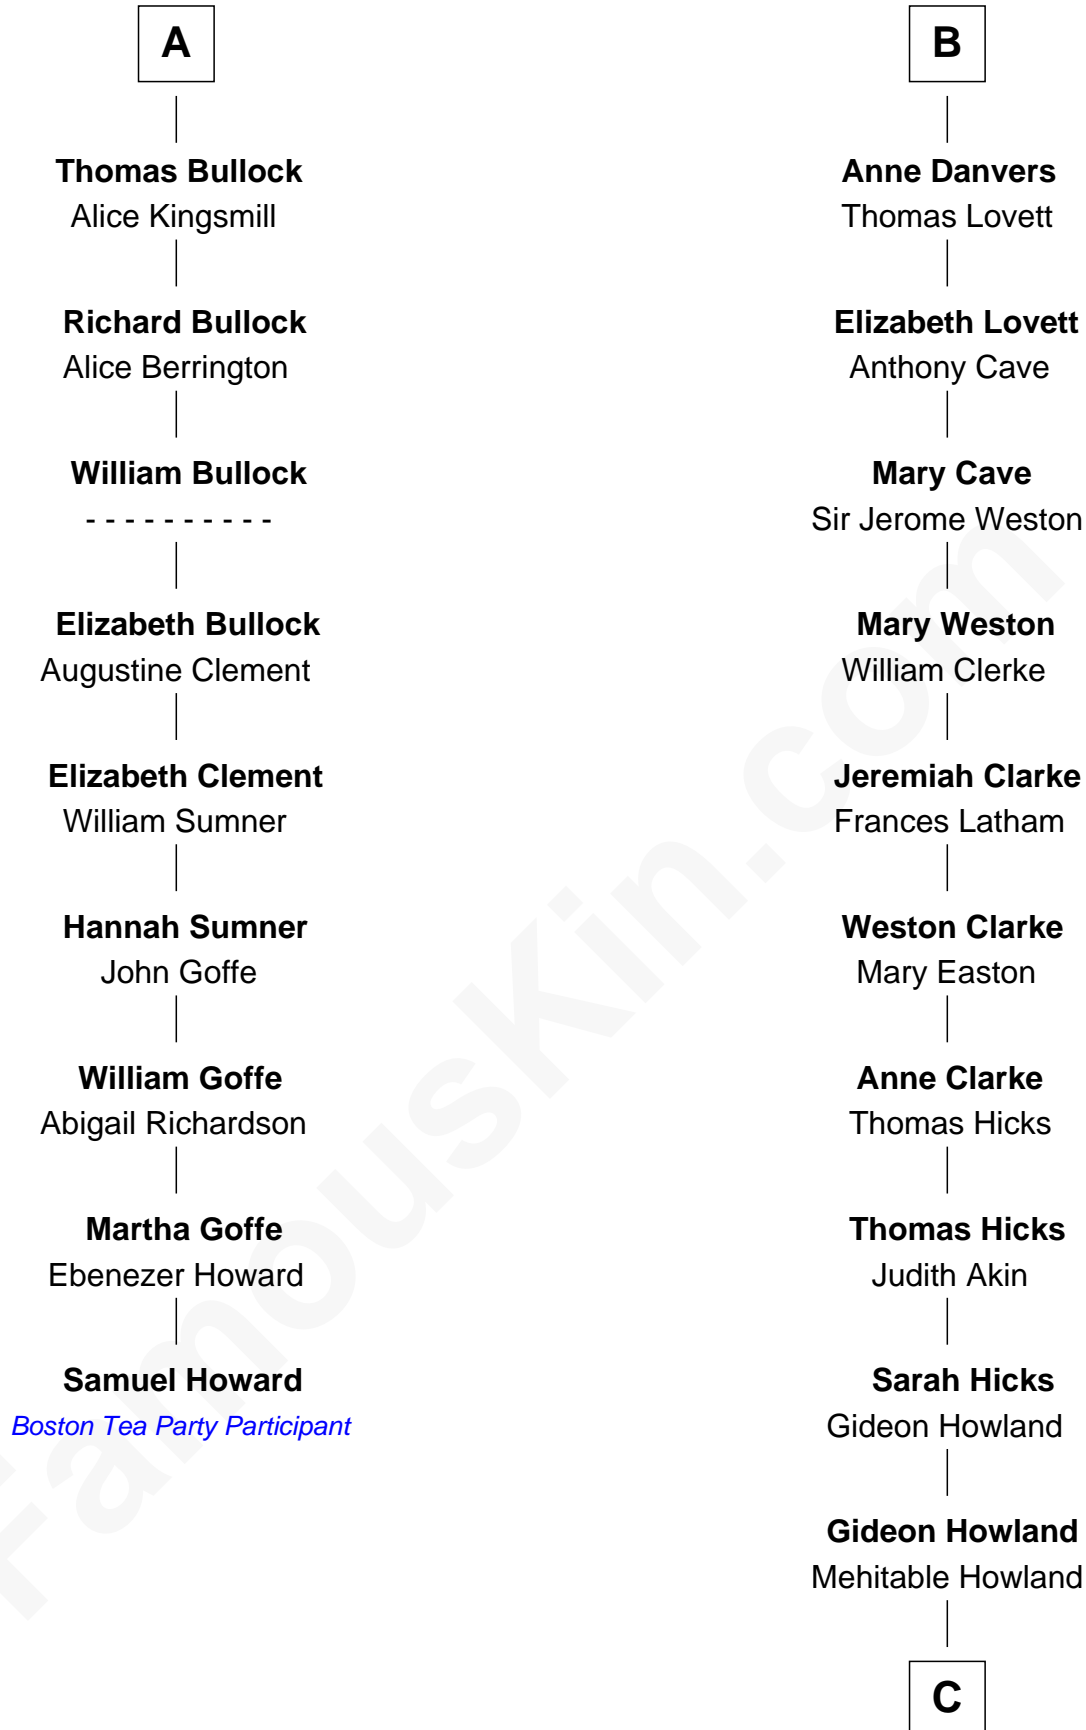 A
Thomas Bullock
Alice Kingsmill
Richard Bullock
Alice Berrington
William Bullock
- - - - - - - - - -
Elizabeth Bullock
Augustine Clement
Elizabeth Clement
William Sumner
Hannah Sumner
John Goffe
William Goffe
Abigail Richardson
Martha Goffe
Ebenezer Howard
Samuel Howard
Boston Tea Party Participant
B
Anne Danvers
Thomas Lovett
Elizabeth Lovett
Anthony Cave
Mary Cave
Sir Jerome Weston
Mary Weston
William Clerke
Jeremiah Clarke
Frances Latham
Weston Clarke
Mary Easton
Anne Clarke
Thomas Hicks
Thomas Hicks
Judith Akin
Sarah Hicks
Gideon Howland
Gideon Howland
Mehitable Howland
C
FamousKin.com